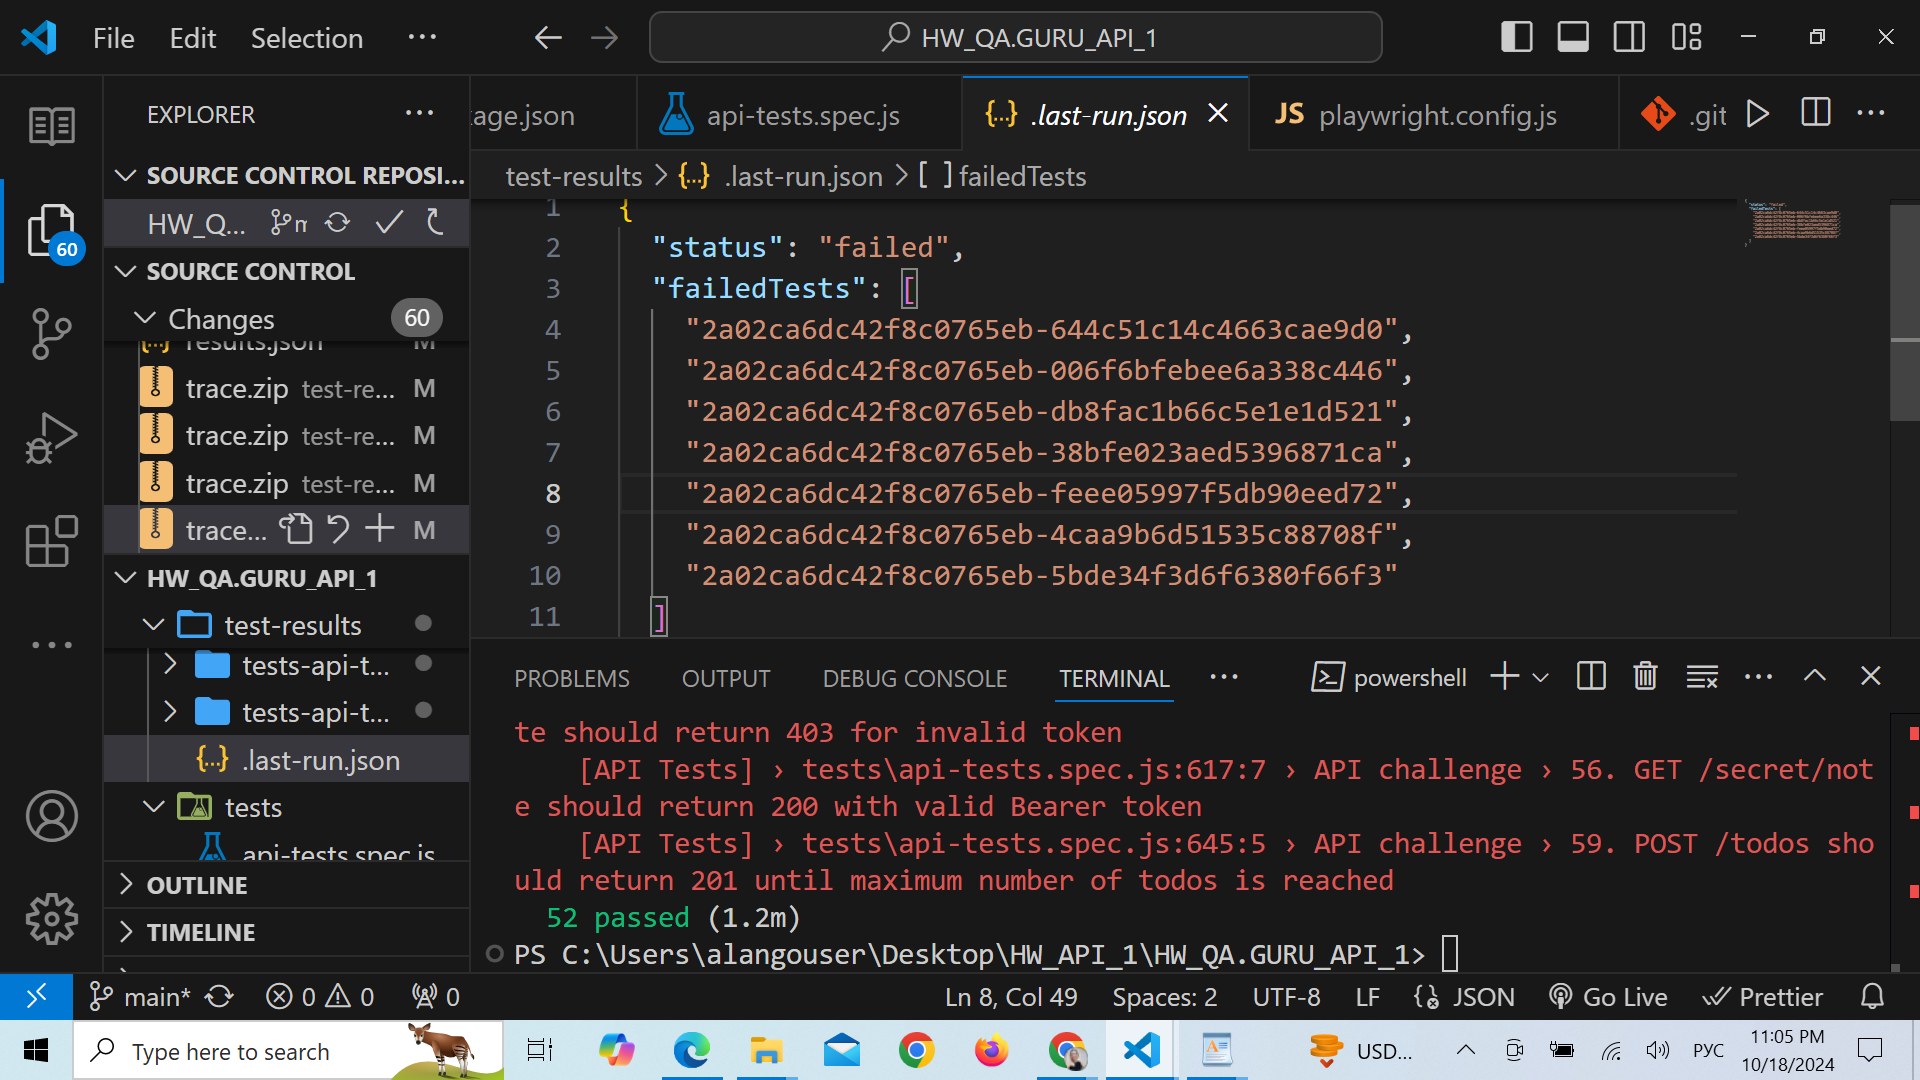 File Edit Selection ···
HW_QA.GURU_API_1
EXPLORER
SOURCE CONTROL REPOSI...
HW_Q...
SOURCE CONTROL
Changes 60
results.json M
trace.zip test-re... M
trace.zip test-re... M
trace.zip test-re... M
trace... M
HW_QA.GURU_API_1
test-results
tests-api-t...
tests-api-t...
{...} .last-run.json
tests
api-tests.spec.js
OUTLINE
TIMELINE
60
kage.json
api-tests.spec.js
{...} .last-run.json
JS playwright.config.js
.git
test-results > {...} .last-run.json > [ ] failedTests
1 {
2 "status": "failed",
3 "failedTests": [
4 "2a02ca6dc42f8c0765eb-644c51c14c4663cae9d0",
5 "2a02ca6dc42f8c0765eb-006f6bfebee6a338c446",
6 "2a02ca6dc42f8c0765eb-db8fac1b66c5e1e1d521",
7 "2a02ca6dc42f8c0765eb-38bfe023aed5396871ca",
8 "2a02ca6dc42f8c0765eb-feee05997f5db90eed72",
9 "2a02ca6dc42f8c0765eb-4caa9b6d51535c88708f",
10 "2a02ca6dc42f8c0765eb-5bde34f3d6f6380f66f3"
11 ]
PROBLEMS OUTPUT DEBUG CONSOLE TERMINAL ··· powershell
te should return 403 for invalid token
[API Tests] › tests\api-tests.spec.js:617:7 › API challenge › 56. GET /secret/not
e should return 200 with valid Bearer token
[API Tests] › tests\api-tests.spec.js:645:5 › API challenge › 59. POST /todos sho
uld return 201 until maximum number of todos is reached
52 passed (1.2m)
PS C:\Users\alangouser\Desktop\HW_API_1\HW_QA.GURU_API_1>
main* 0 0 0 Ln 8, Col 49 Spaces: 2 UTF-8 LF JSON Go Live Prettier
Type here to search
USD...
РУС
11:05 PM
10/18/2024